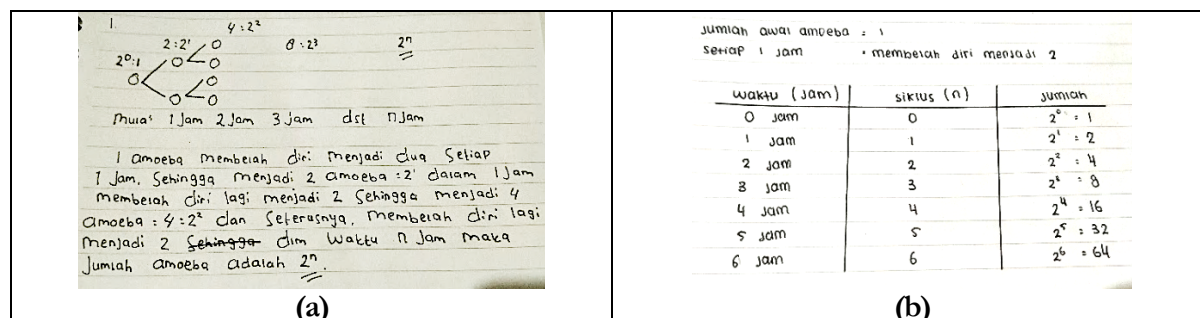 1.
4 : 2²
2 : 2¹ 8 : 2³ 2ⁿ
2⁰ : 1
Mulai 1 Jam 2 Jam 3 Jam dst n Jam
1 amoeba membelah diri menjadi dua setiap
1 Jam, Sehingga menjadi 2 amoeba : 2¹ dalam 1 Jam
membelah diri lagi menjadi 2 Sehingga menjadi 4
amoeba : 4 : 2² dan Seterusnya, membelah diri lagi
menjadi 2 Sehingga dlm waktu n Jam maka
Jumlah amoeba adalah 2ⁿ.
(a)
Jumlah awal amoeba = 1
setiap 1 jam = membelah diri menjadi 2
waktu (jam) siklus (n) Jumlah
0 jam 0 2⁰ = 1
1 jam 1 2¹ = 2
2 jam 2 2² = 4
3 jam 3 2³ = 8
4 jam 4 2⁴ = 16
5 jam 5 2⁵ = 32
6 jam 6 2⁶ = 64
(b)